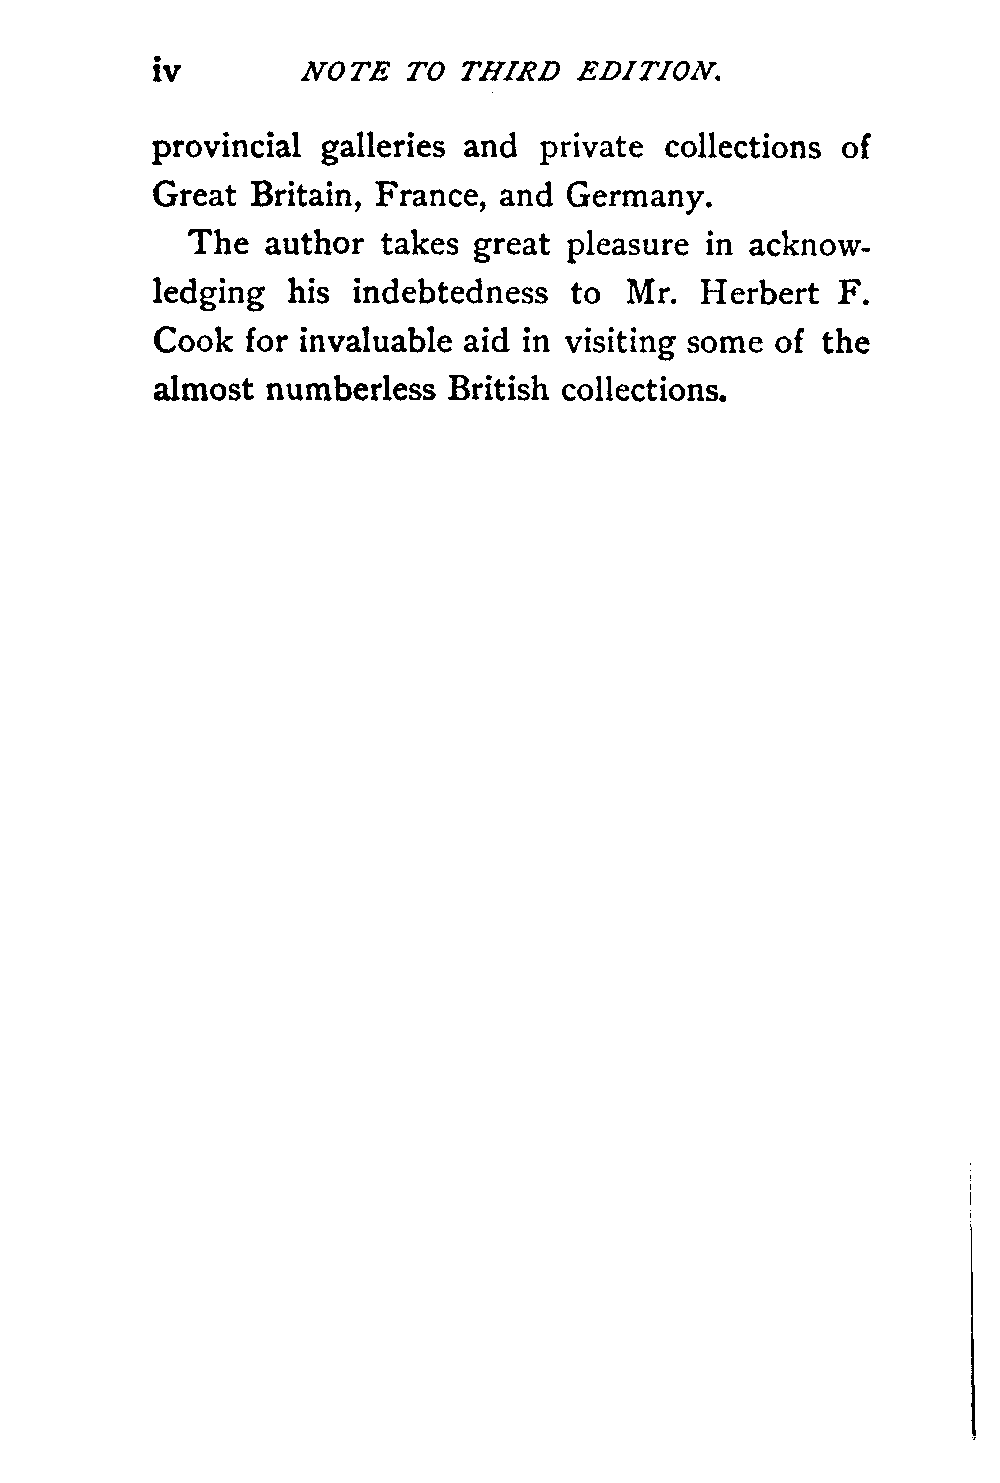 iv NOTE TO THIRD EDITION.
provincial galleries and private collections of
Great Britain, France, and Germany.
The author takes great pleasure in acknow-
ledging his indebtedness to Mr. Herbert F.
Cook for invaluable aid in visiting some of the
almost numberless British collections.